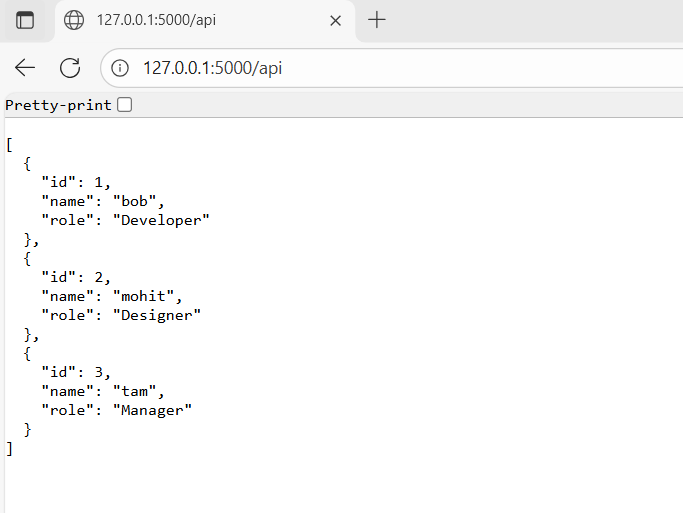 127.0.0.1:5000/api
127.0.0.1:5000/api
Pretty-print
[
  {
    "id": 1,
    "name": "bob",
    "role": "Developer"
  },
  {
    "id": 2,
    "name": "mohit",
    "role": "Designer"
  },
  {
    "id": 3,
    "name": "tam",
    "role": "Manager"
  }
]